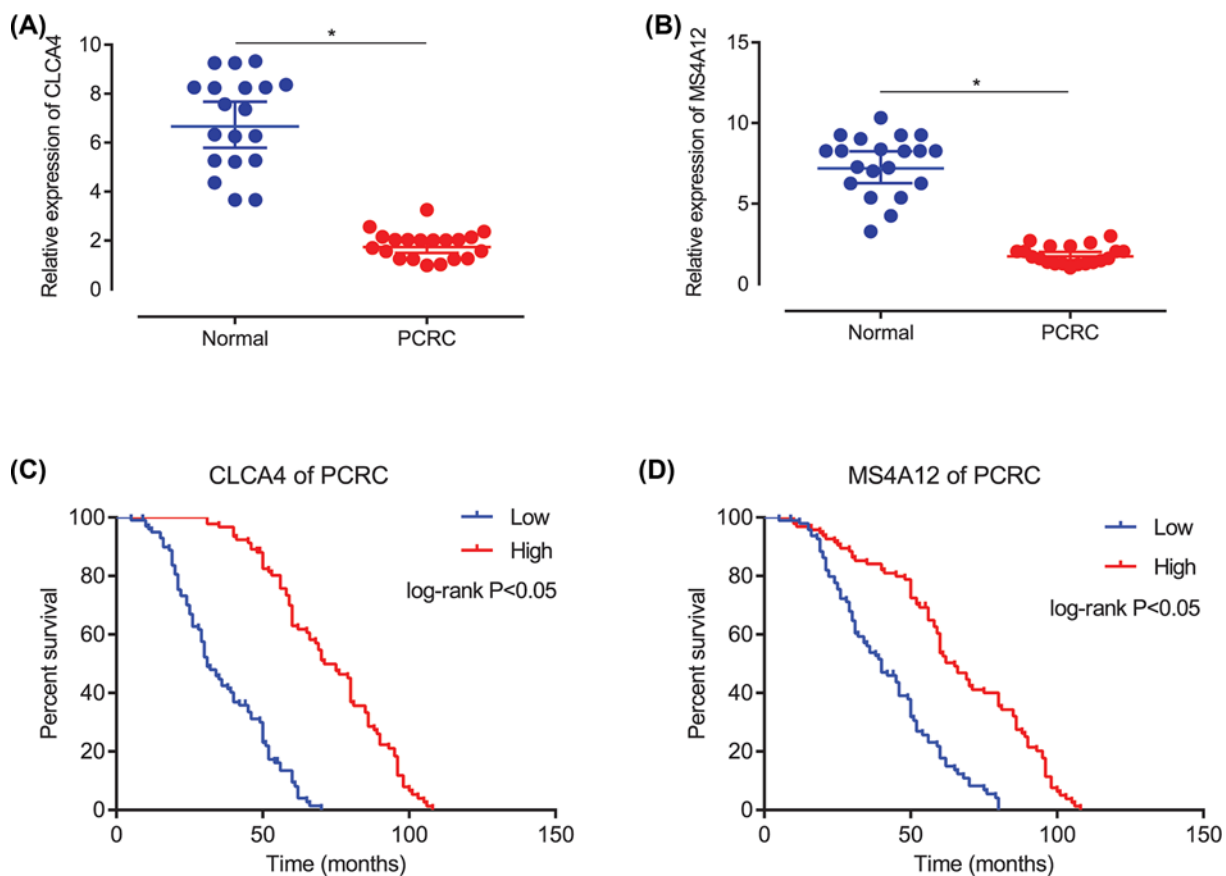 (A)
Relative expression of CLCA4
10
8
6
4
2
0
*
Normal
PCRC
(B)
Relative expression of MS4A12
15
10
5
0
*
Normal
PCRC
(C)
CLCA4 of PCRC
Percent survival
100
80
60
40
20
0
Low
High
log-rank P<0.05
0
50
100
150
Time (months)
(D)
MS4A12 of PCRC
Percent survival
100
80
60
40
20
0
Low
High
log-rank P<0.05
0
50
100
150
Time (months)